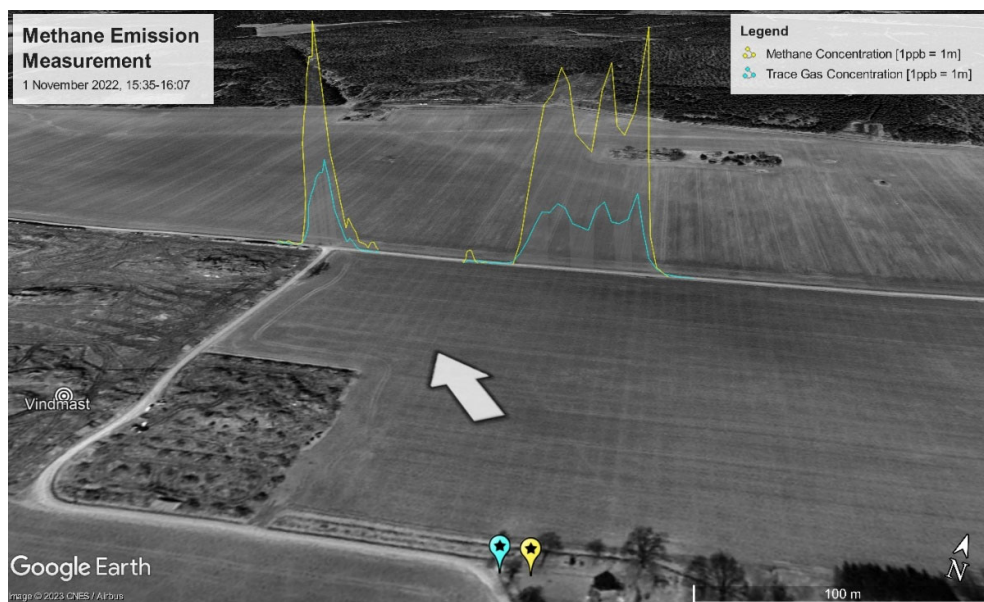 Methane Emission
Measurement
1 November 2022, 15:35-16:07
Legend
Methane Concentration [1ppb = 1m]
Trace Gas Concentration [1ppb = 1m]
Vindmast
Google Earth
Image © 2023 CNES / Airbus
100 m
N